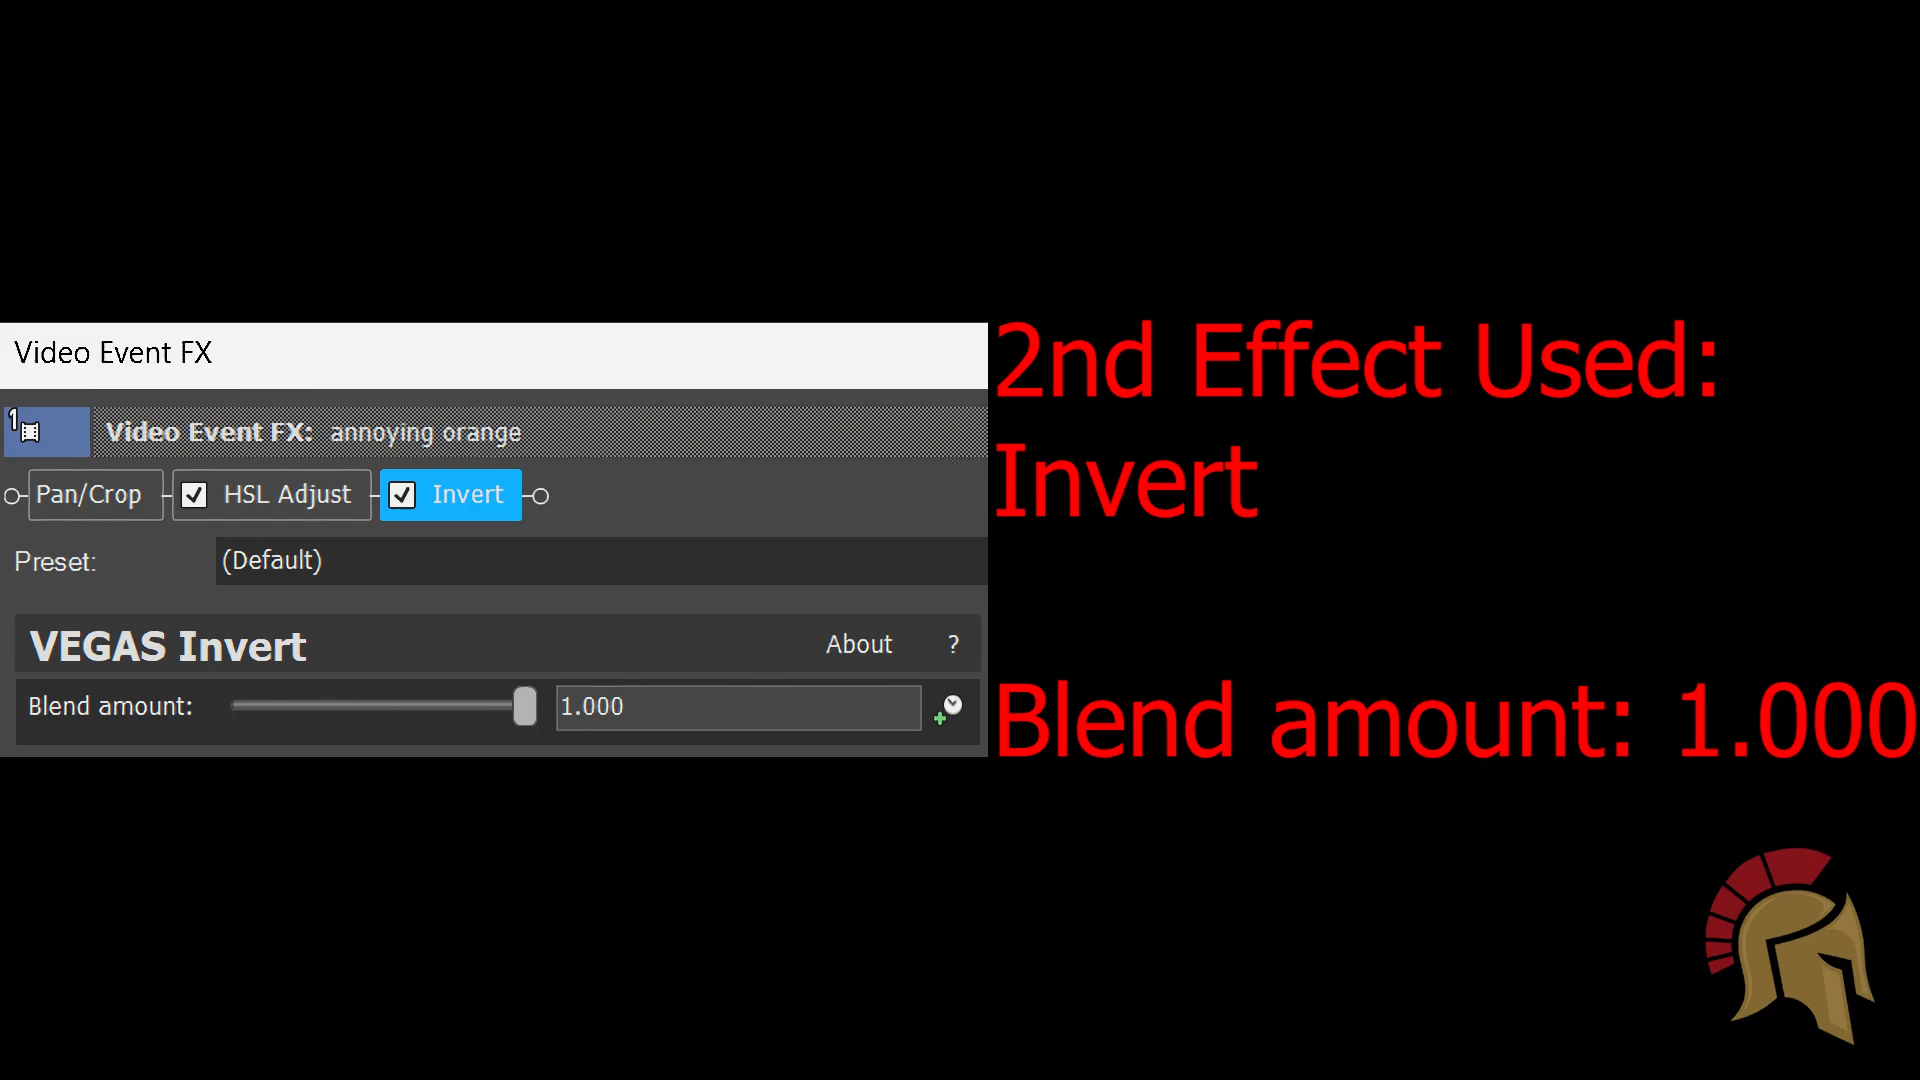 Video Event FX
1
Video Event FX: annoying orange
Pan/Crop HSL Adjust Invert
Preset: (Default)
VEGAS Invert About ?
Blend amount: 1.000
2nd Effect Used:
Invert
Blend amount: 1.000